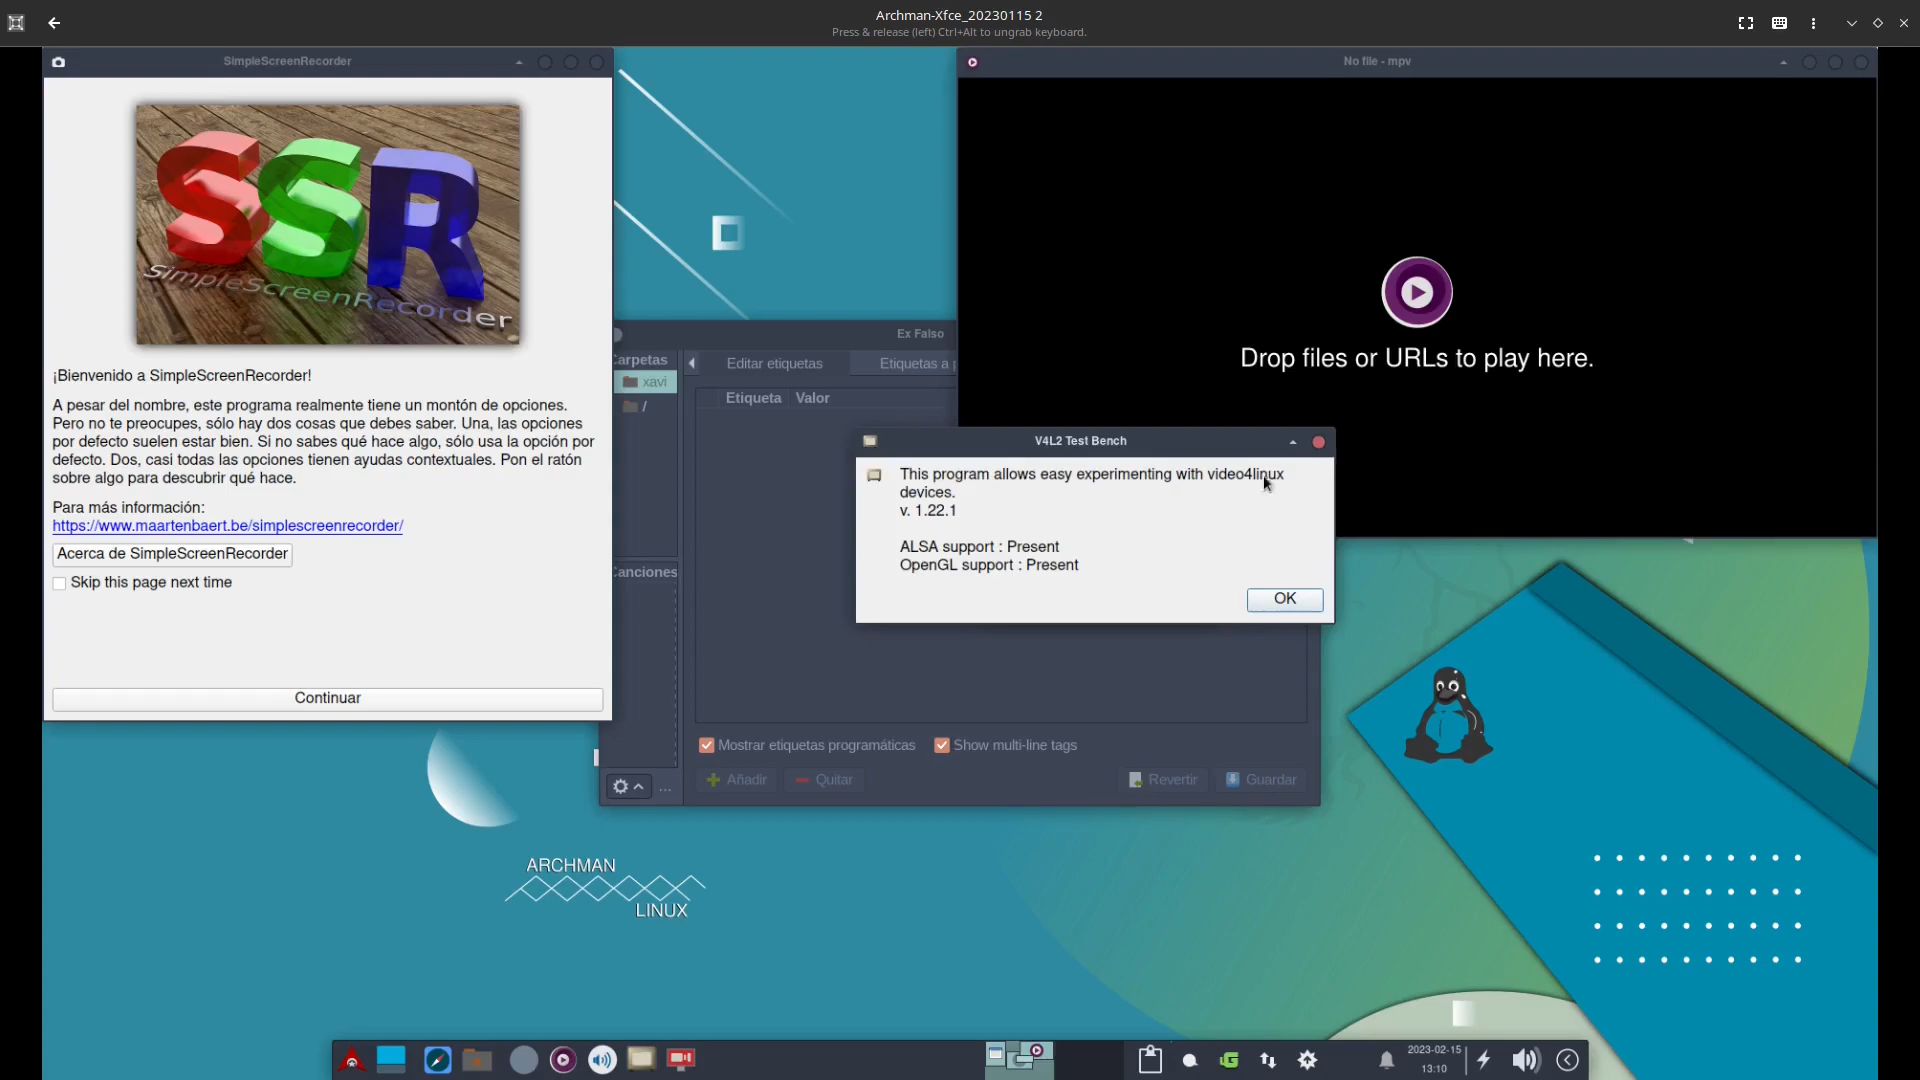 Archman-Xfce_20230115 2
Press & release (left) Ctrl+Alt to ungrab keyboard.
SimpleScreenRecorder
SSR
SimpleScreenRecorder
¡Bienvenido a SimpleScreenRecorder!
A pesar del nombre, este programa realmente tiene un montón de opciones.
Pero no te preocupes, sólo hay dos cosas que debes saber. Una, las opciones
por defecto suelen estar bien. Si no sabes qué hace algo, sólo usa la opción por
defecto. Dos, casi todas las opciones tienen ayudas contextuales. Pon el ratón
sobre algo para descubrir qué hace.
Para más información:
https://www.maartenbaert.be/simplescreenrecorder/
Acerca de SimpleScreenRecorder
Skip this page next time
Continuar
No file - mpv
Drop files or URLs to play here.
Ex Falso
Carpetas
xavi
/
Canciones
Editar etiquetas
Etiquetas a p
Etiqueta
Valor
Mostrar etiquetas programáticas
Show multi-line tags
...
Añadir
Quitar
Revertir
Guardar
V4L2 Test Bench
This program allows easy experimenting with video4linux
devices.
v. 1.22.1
ALSA support : Present
OpenGL support : Present
OK
ARCHMAN
LINUX
2023-02-15
13:10